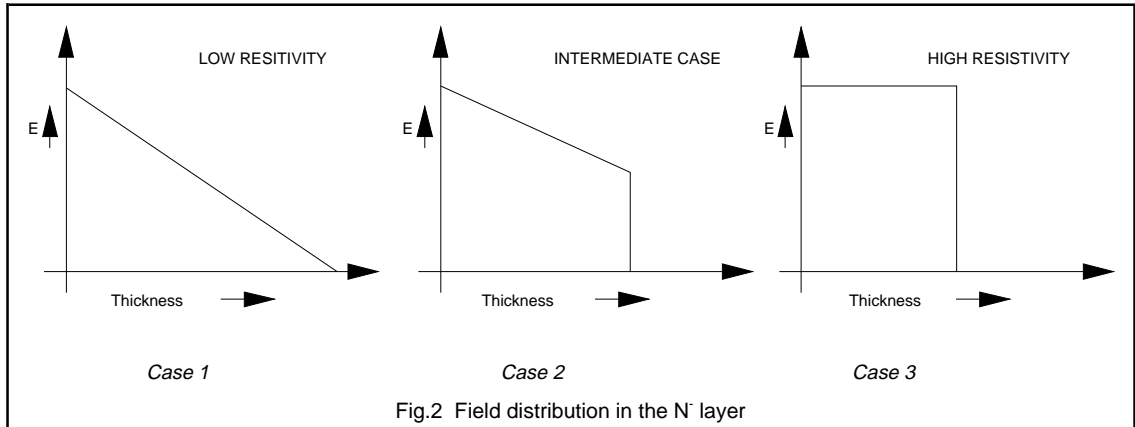 LOW RESITIVITY
INTERMEDIATE CASE
HIGH RESISTIVITY
E
E
E
Thickness
Thickness
Thickness
Case 1
Case 2
Case 3
Fig.2 Field distribution in the N⁻ layer